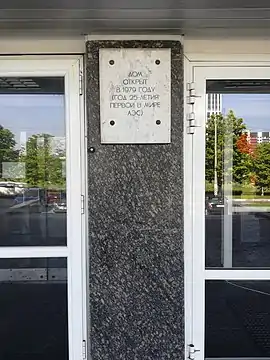 ДОМ
ОТКРЫТ
В 1979 ГОДУ
(ГОД 25-ЛЕТИЯ
ПЕРВОЙ В МИРЕ
АЭС)